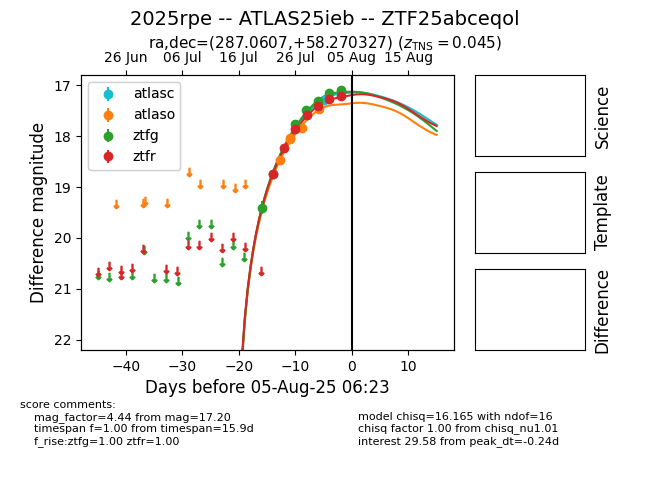 2025rpe -- ATLAS25ieb -- ZTF25abceqol
ra,dec=(287.0607,+58.270327) (z_TNS = 0.045)
26 Jun 06 Jul 16 Jul 26 Jul 05 Aug 15 Aug
atlasc
atlaso
ztfg
ztfr
17
18
19
20
21
22
Difference magnitude
−40 −30 −20 −10 0 10
Days before 05-Aug-25 06:23
Science
Template
Difference
score comments:
mag_factor=4.44 from mag=17.20
timespan f=1.00 from timespan=15.9d
f_rise:ztfg=1.00 ztfr=1.00
model chisq=16.165 with ndof=16
chisq factor 1.00 from chisq_nu1.01
interest 29.58 from peak_dt=-0.24d